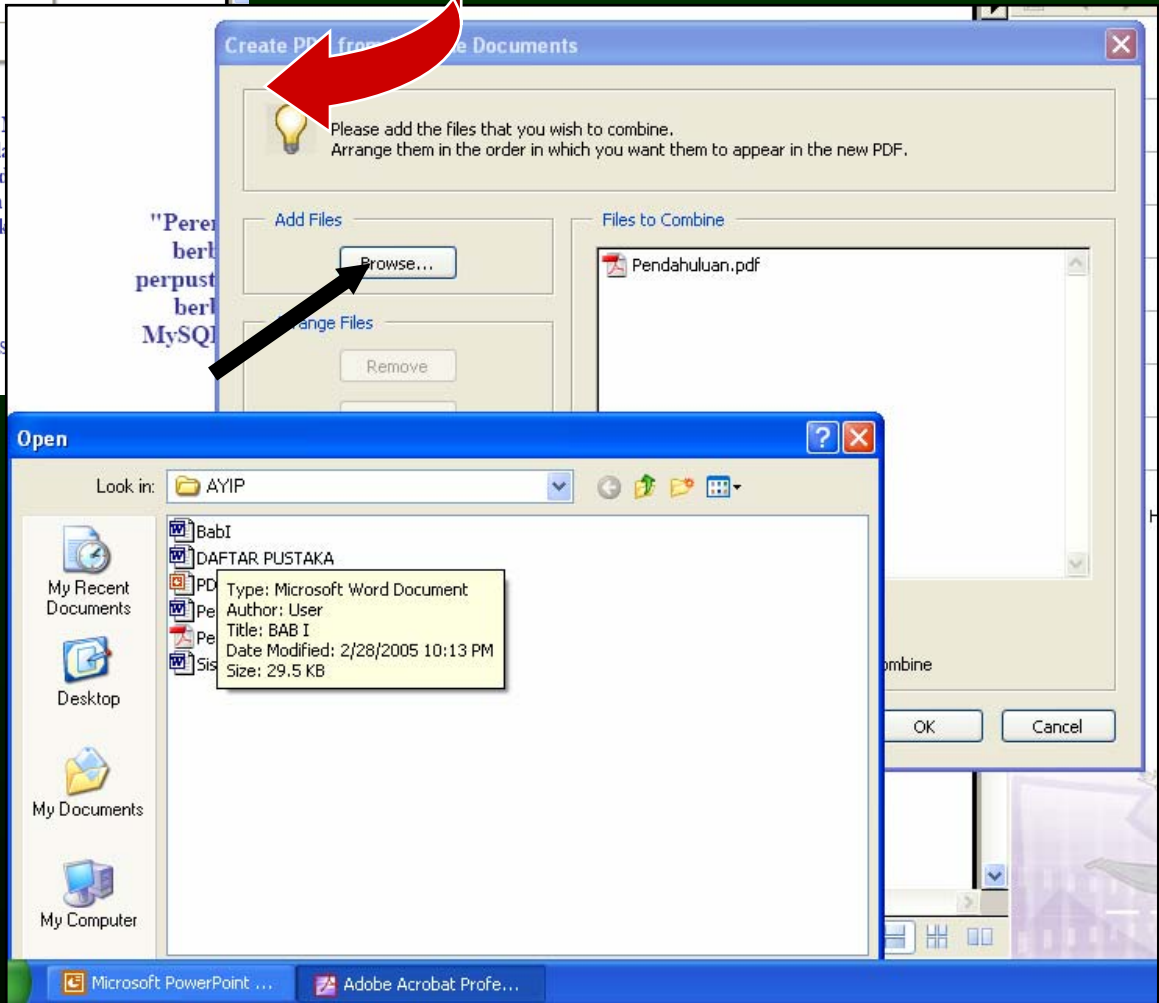 Create PD from e Documents
Please add the files that you wish to combine.
Arrange them in the order in which you want them to appear in the new PDF.
"Perer
berb
perpust
berl
MySQL
Add Files
Browse...
Files to Combine
Pendahuluan.pdf
ange Files
Remove
Open
Look in:
AYIP
My Recent
Documents
Desktop
My Documents
My Computer
BabI
DAFTAR PUSTAKA
PD
Pe
Pe
Sis
Type: Microsoft Word Document
Author: User
Title: BAB I
Date Modified: 2/28/2005 10:13 PM
Size: 29.5 KB
ombine
OK
Cancel
Microsoft PowerPoint ...
Adobe Acrobat Profe...